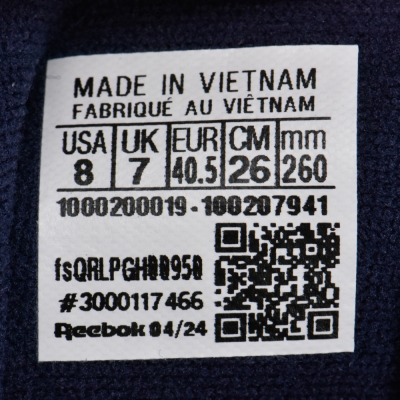 MADE IN VIETNAM
FABRIQUÉ AU VIÊTNAM
USA UK EUR CM mm
8 7 40.5 26 260
1000200019-100207941
#3000117466
Reebok 04/24